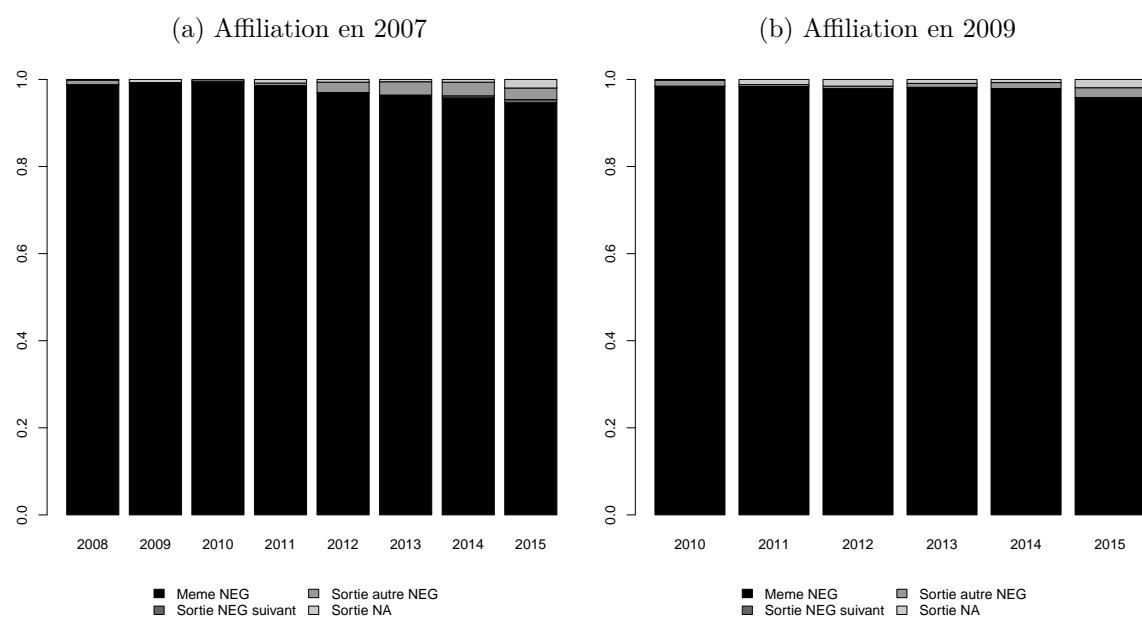 (a) Affiliation en 2007
1.0
0.8
0.6
0.4
0.2
0.0
2008 2009 2010 2011 2012 2013 2014 2015
Meme NEG Sortie autre NEG
Sortie NEG suivant Sortie NA
(b) Affiliation en 2009
1.0
0.8
0.6
0.4
0.2
0.0
2010 2011 2012 2013 2014 2015
Meme NEG Sortie autre NEG
Sortie NEG suivant Sortie NA